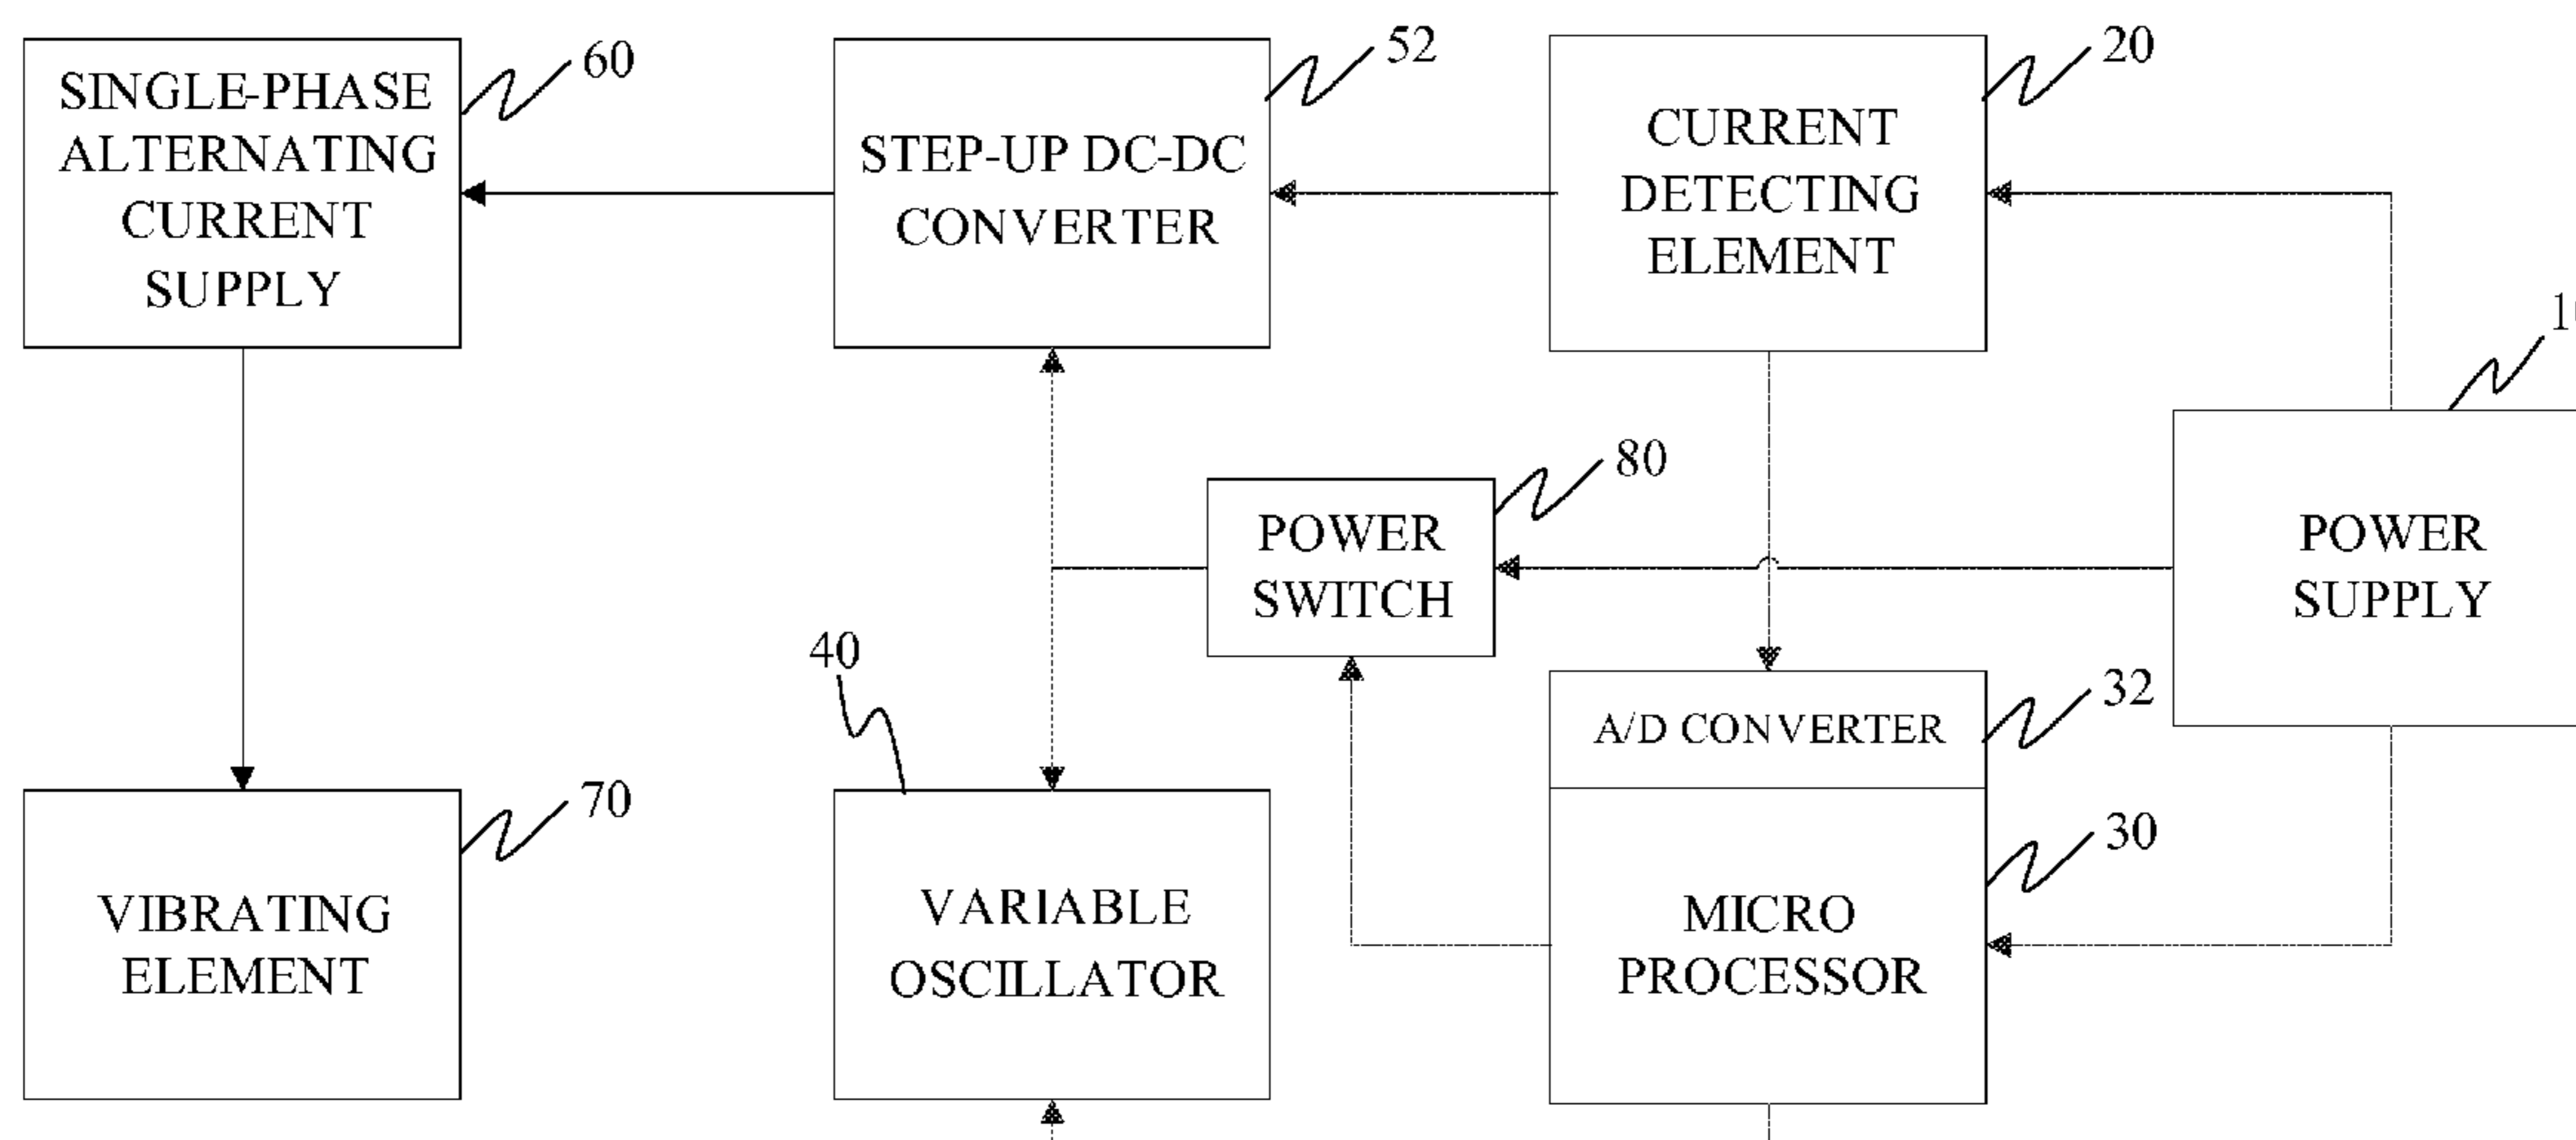 SINGLE-PHASE
ALTERNATING
CURRENT
SUPPLY
60
STEP-UP DC-DC
CONVERTER
52
CURRENT
DETECTING
ELEMENT
20
POWER
SWITCH
80
POWER
SUPPLY
A/D CONVERTER
32
MICRO
PROCESSOR
30
VARIABLE
OSCILLATOR
40
VIBRATING
ELEMENT
70